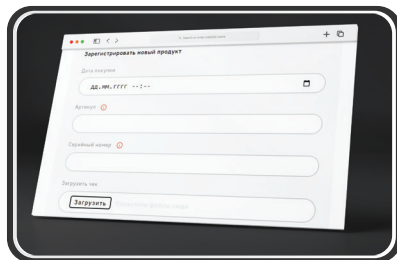 Зарегистрировать новый продукт
Дата покупки
ДД.ММ.ГГГГ --:--
Артикул
Серийный номер
Загрузить чек
Загрузить